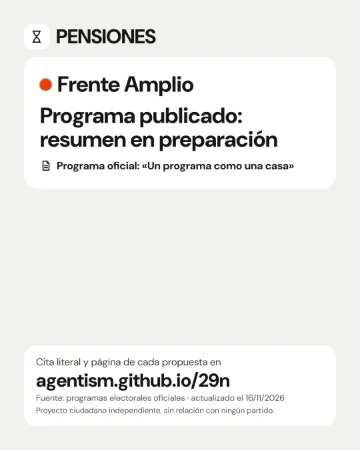 PENSIONES
Frente Amplio
Programa publicado:
resumen en preparación
Programa oficial: «Un programa como una casa»
Cita literal y página de cada propuesta en
agentism.github.io/29n
Fuente: programas electorales oficiales · actualizado el 16/11/2026
Proyecto ciudadano independiente, sin relación con ningún partido.